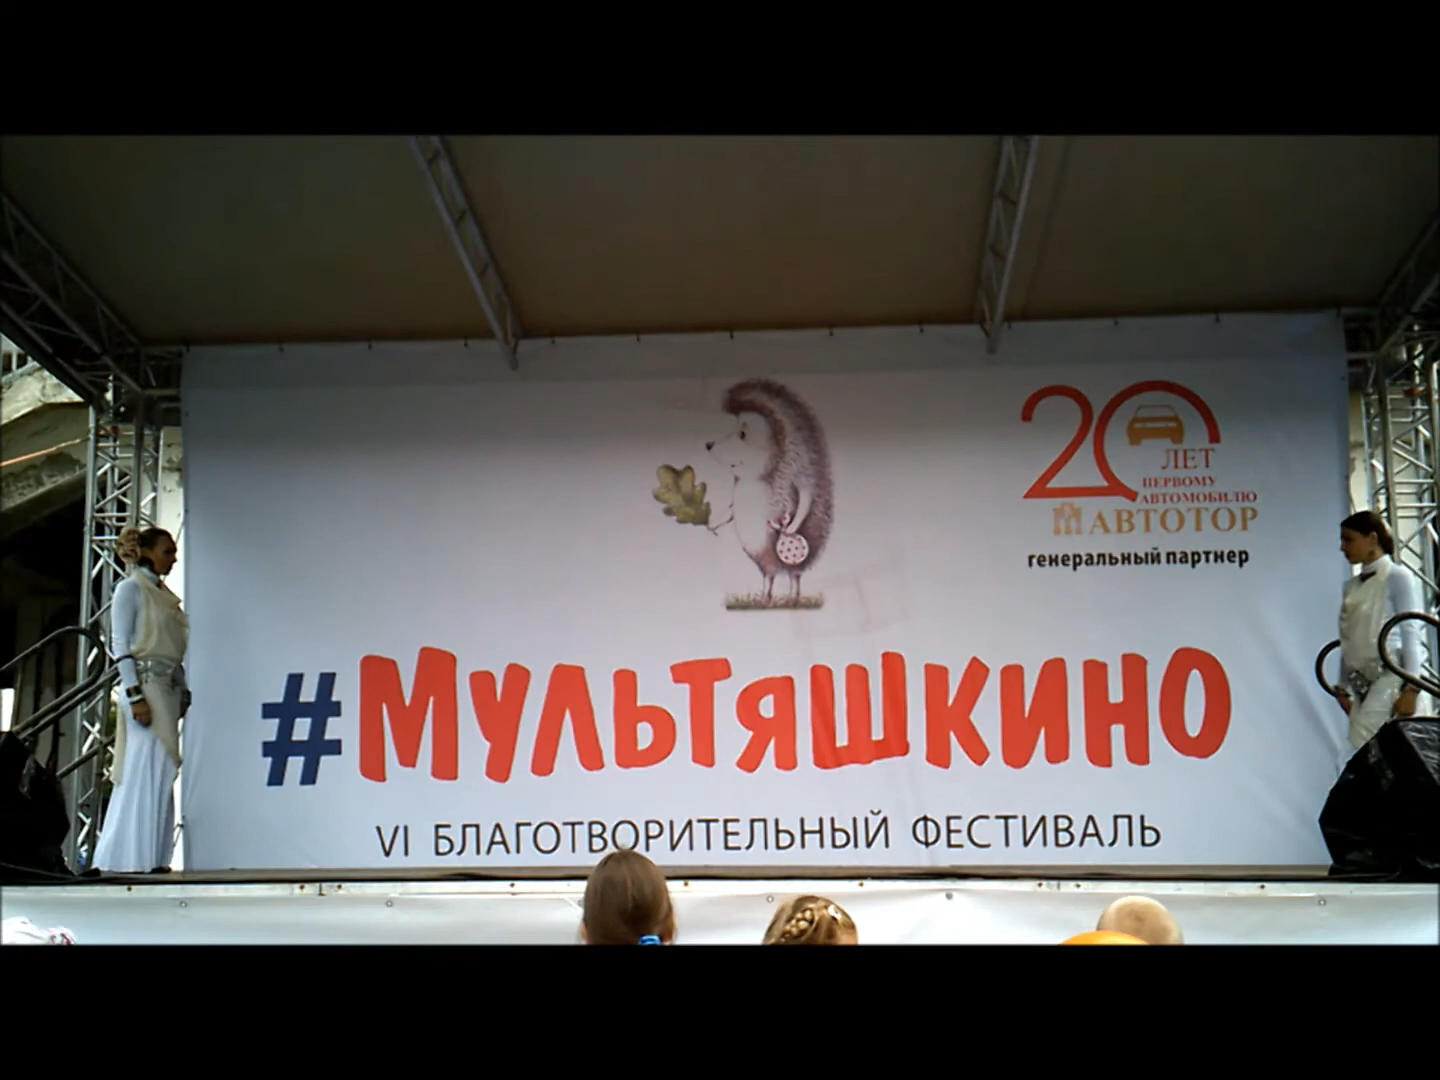 20
ЛЕТ
ПЕРВОМУ
АВТОМОБИЛЮ
АВТОТОР
генеральный партнер
#МУЛЬТЯШКИНО
VI БЛАГОТВОРИТЕЛЬНЫЙ ФЕСТИВАЛЬ